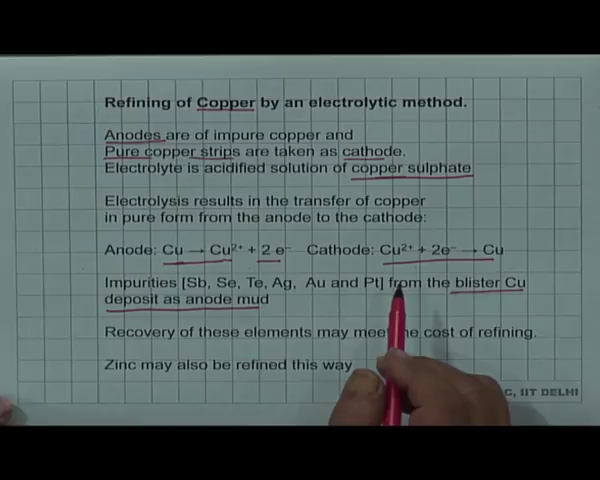 Refining of Copper by an electrolytic method.
Anodes are of impure copper and
Pure copper strips are taken as cathode.
Electrolyte is acidified solution of copper sulphate
Electrolysis results in the transfer of copper
in pure form from the anode to the cathode:
Anode: Cu → Cu²⁺ + 2 e⁻ Cathode: Cu²⁺ + 2e⁻ → Cu
Impurities [Sb, Se, Te, Ag, Au and Pt] from the blister Cu
deposit as anode mud
Recovery of these elements may meet the cost of refining.
Zinc may also be refined this way
C, IIT DELHI